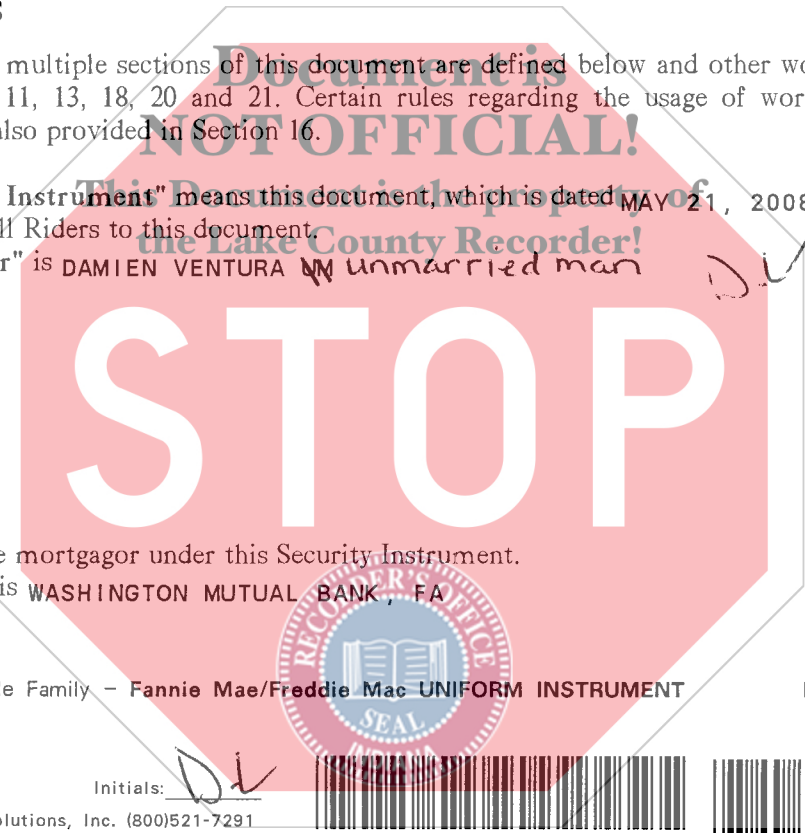 S
multiple sections of this document are defined below and other wo
11, 13, 18, 20 and 21. Certain rules regarding the usage of wor
also provided in Section 16.
Document is
NOT OFFICIAL!
This Document is the property of
the Lake County Recorder!
Instrument" means this document, which is dated MAY 21, 2008
ll Riders to this document.
r" is DAMIEN VENTURA unmarried man
STOP
e mortgagor under this Security Instrument.
is WASHINGTON MUTUAL BANK, FA
RECORDER'S OFFICE
SEAL
INDIANA
le Family - Fannie Mae/Freddie Mac UNIFORM INSTRUMENT
Initials:
olutions, Inc. (800)521-7291